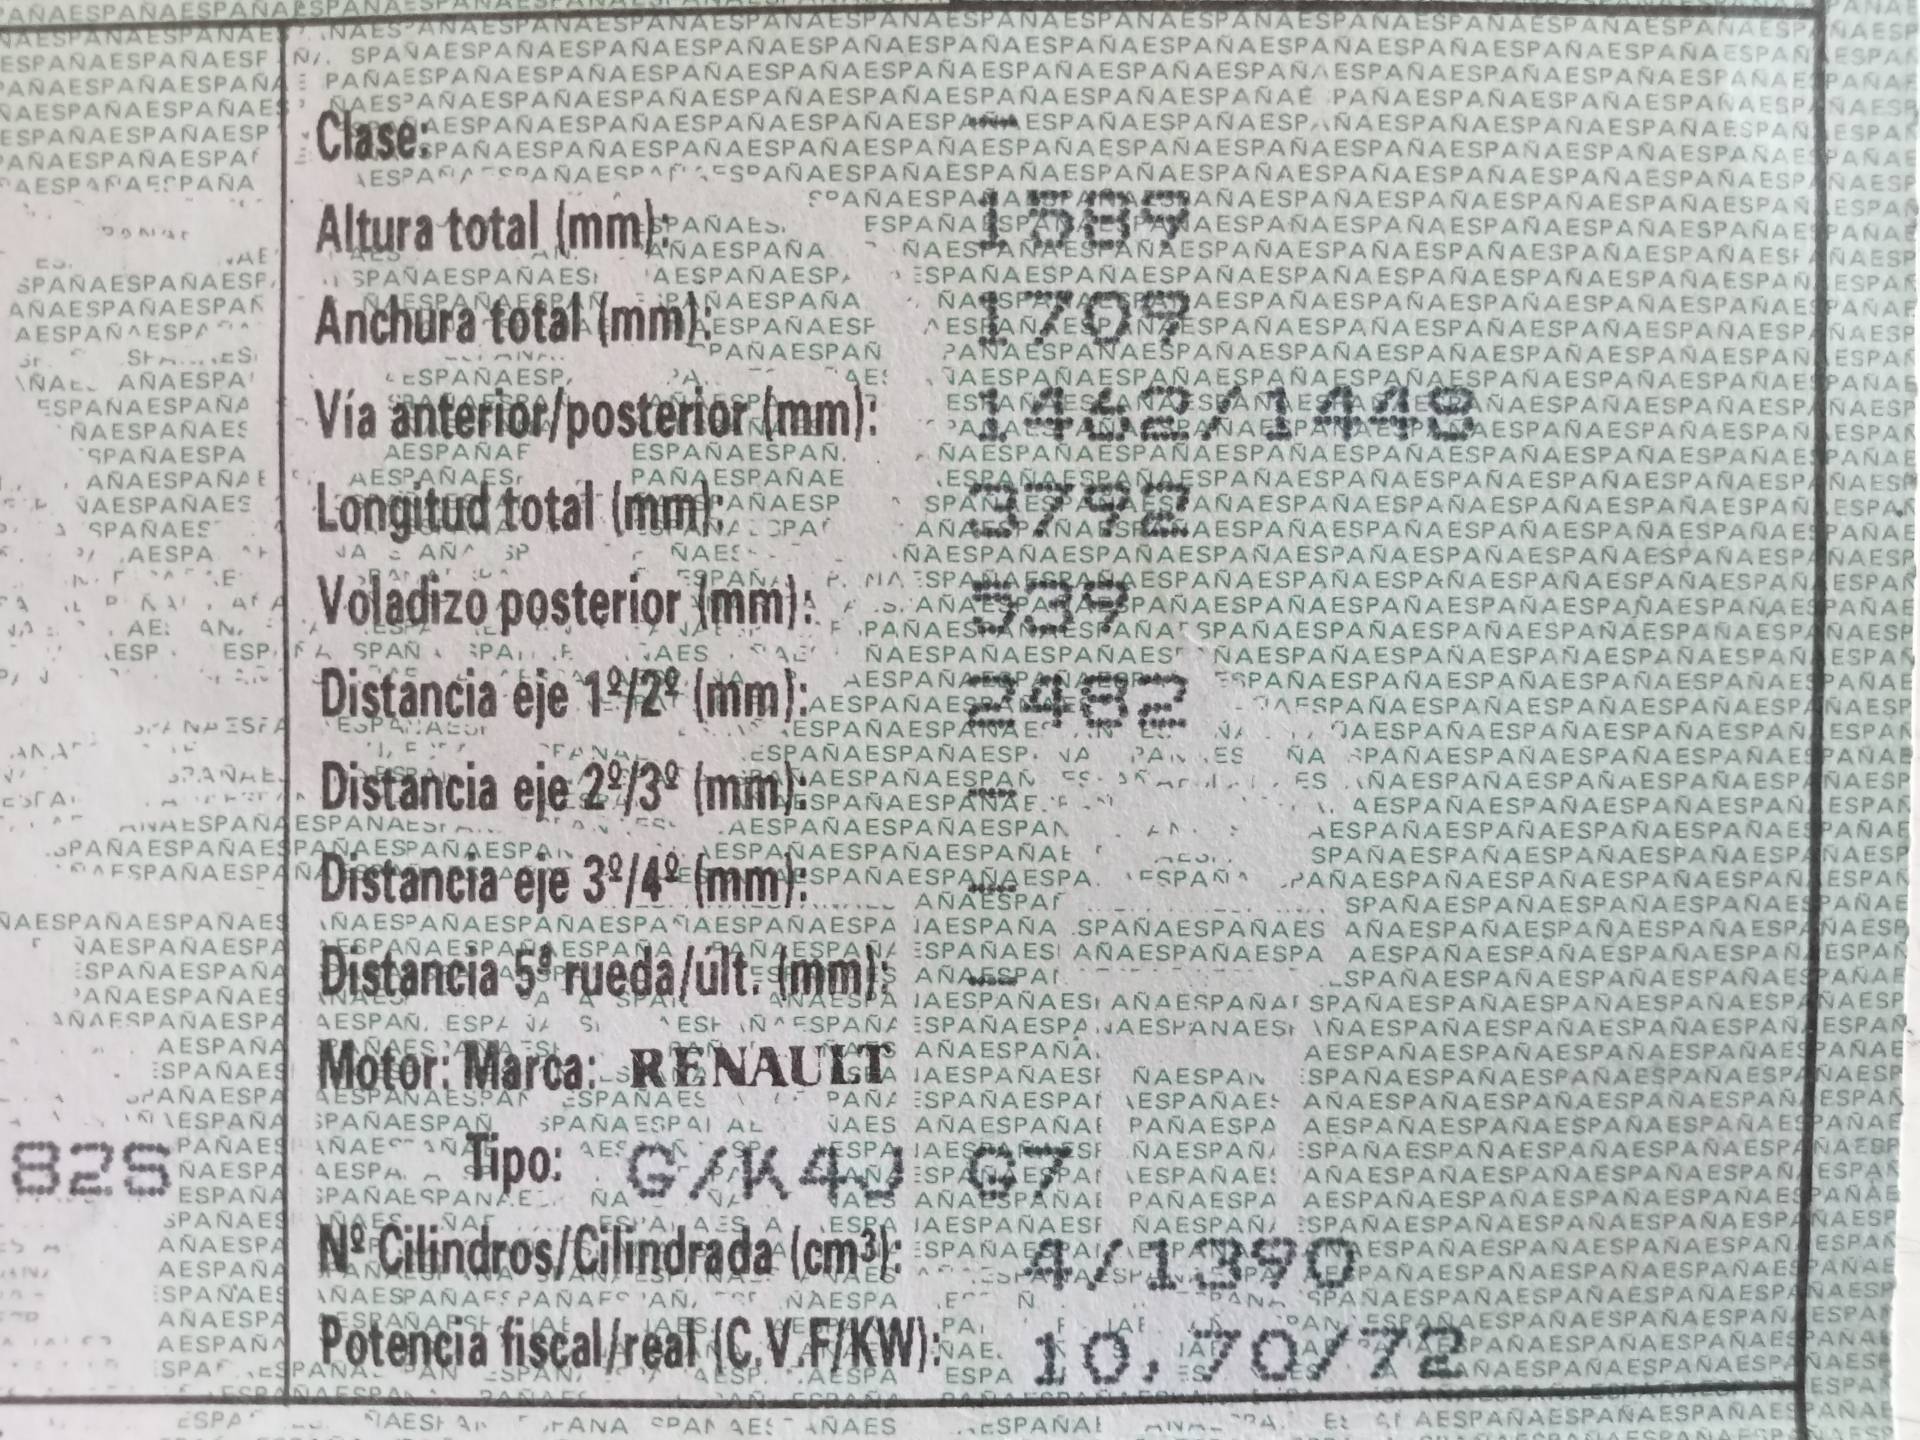 Clase: —
Altura total (mm): 1589
Anchura total (mm): 1709
Vía anterior/posterior (mm): 1462/1448
Longitud total (mm): 3792
Voladizo posterior (mm): 539
Distancia eje 1º/2º (mm): 2482
Distancia eje 2º/3º (mm): —
Distancia eje 3º/4º (mm): —
Distancia 5ª rueda/últ. (mm): —
Motor: Marca: RENAULT
82S Tipo: G/K4J G7
Nº Cilindros/Cilindrada (cm³): 4/1390
Potencia fiscal/real (C.V.F/KW): 10,70/72